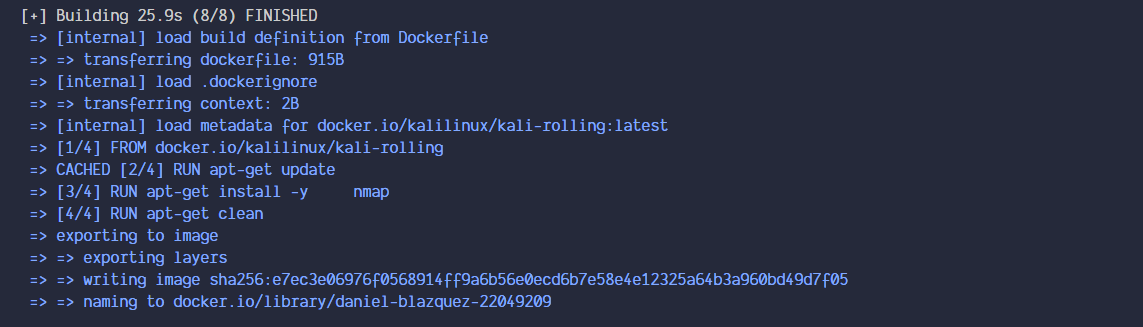 [+] Building 25.9s (8/8) FINISHED
=> [internal] load build definition from Dockerfile
=> => transferring dockerfile: 915B
=> [internal] load .dockerignore
=> => transferring context: 2B
=> [internal] load metadata for docker.io/kalilinux/kali-rolling:latest
=> [1/4] FROM docker.io/kalilinux/kali-rolling
=> CACHED [2/4] RUN apt-get update
=> [3/4] RUN apt-get install -y     nmap
=> [4/4] RUN apt-get clean
=> exporting to image
=> => exporting layers
=> => writing image sha256:e7ec3e06976f0568914ff9a6b56e0ecd6b7e58e4e12325a64b3a960bd49d7f05
=> => naming to docker.io/library/daniel-blazquez-22049209